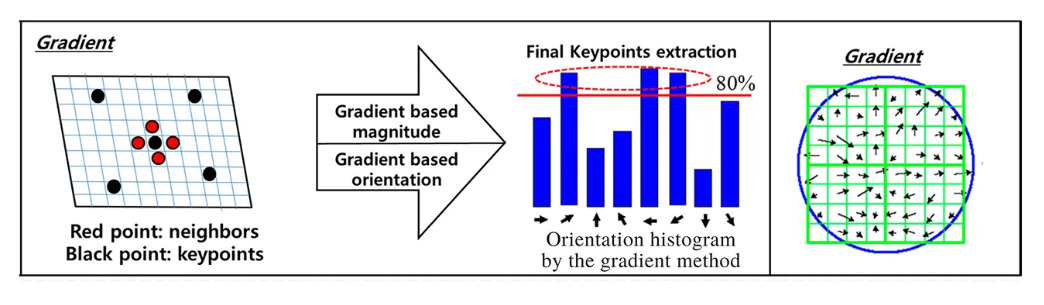 Gradient
Red point: neighbors
Black point: keypoints
Gradient based
magnitude
Gradient based
orientation
Final Keypoints extraction
80%
Orientation histogram
by the gradient method
Gradient